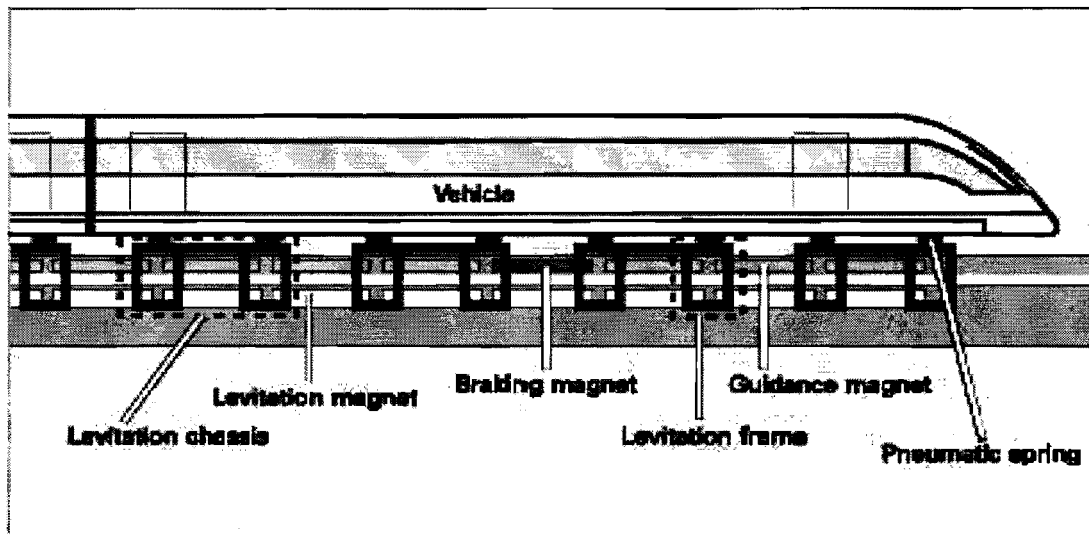 Vehicle
Braking magnet
Guidance magnet
Levitation magnet
Levitation chassis
Levitation frame
Pneumatic spring